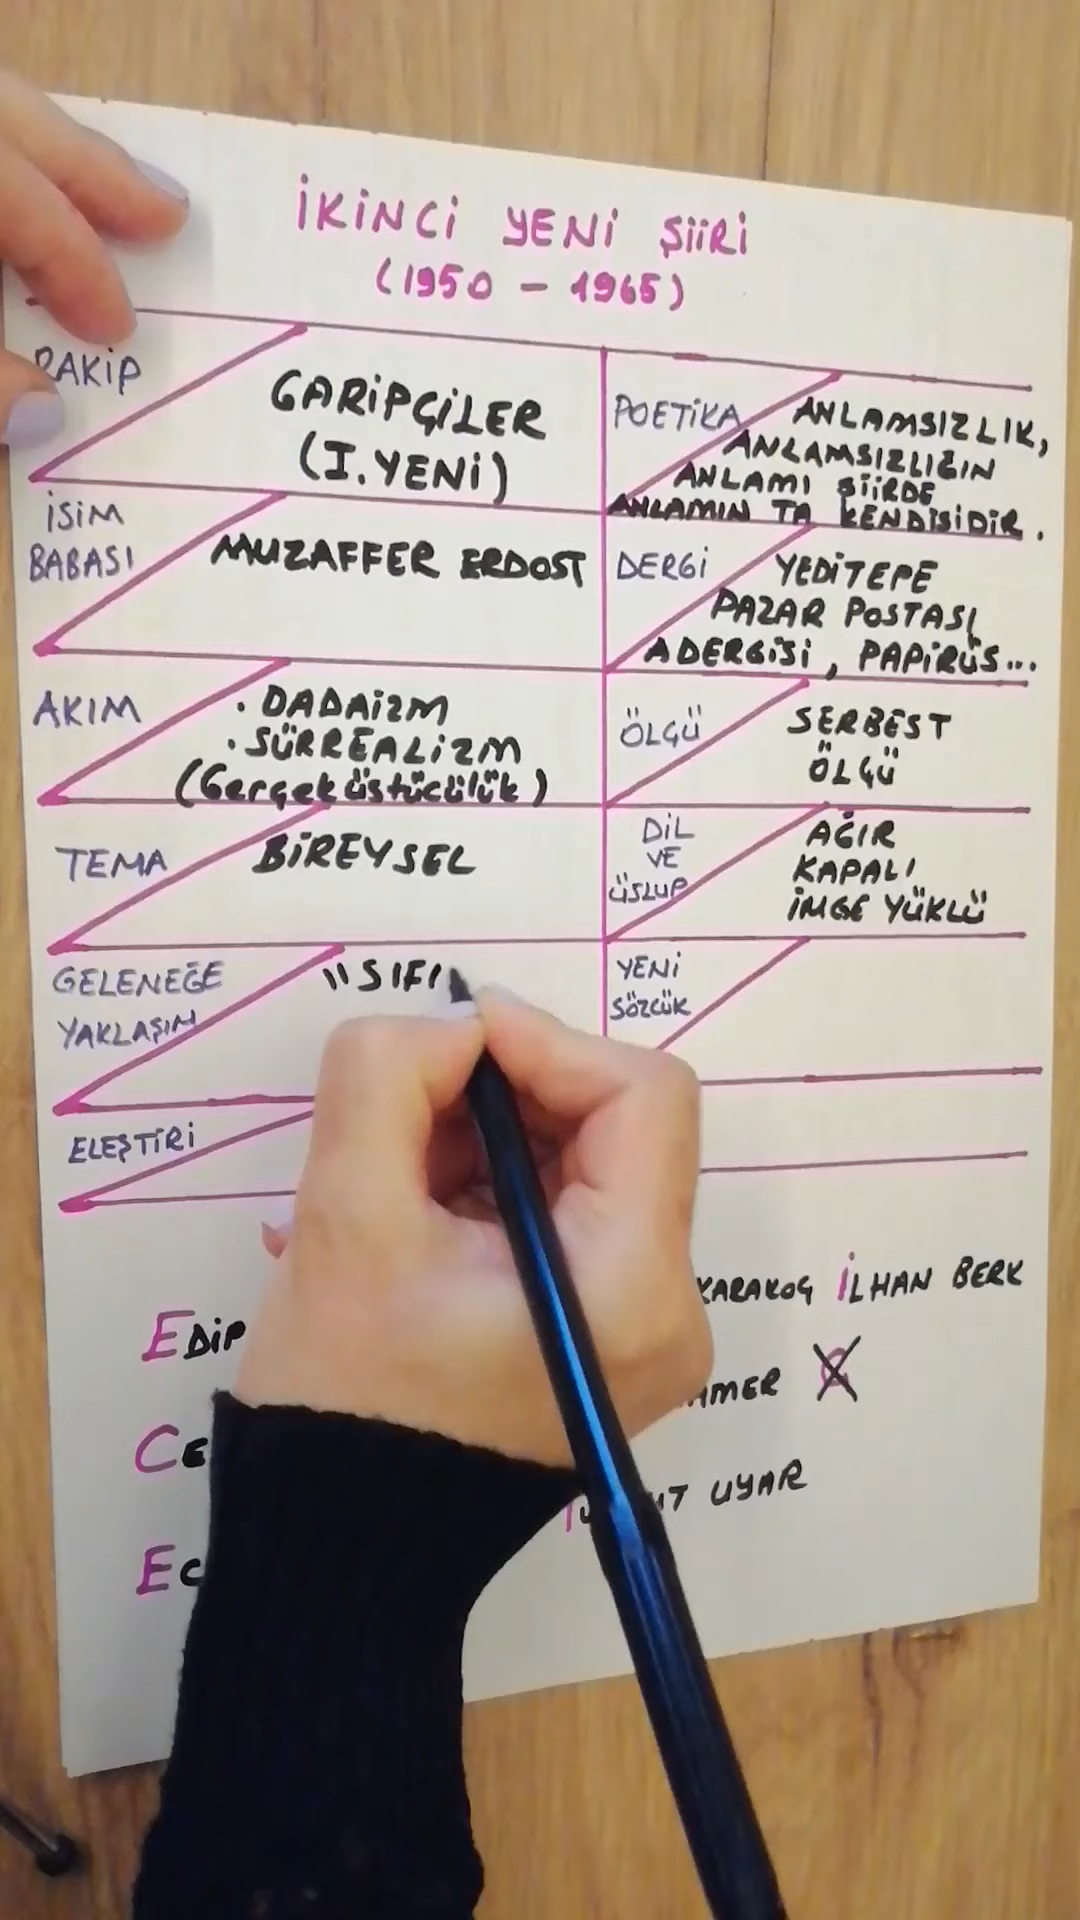 İKİNCİ YENİ ŞİİRİ
(1950 - 1965)
RAKİP
GARİPÇİLER
(I. YENİ)
İSİM
BABASI
MUZAFFER ERDOST
AKIM
. DADAİZM
. SÜRREALİZM
(Gerçeküstücülük)
TEMA
BİREYSEL
GELENEĞE
YAKLAŞIM
"SIFI
ELEŞTİRİ
POETİKA
ANLAMSIZLIK,
ANLAMSIZLIĞIN
ANLAMI ŞİİRDE
ANLAMIN TA KENDİSİDİR.
DERGİ
YEDİTEPE
PAZAR POSTASI
A DERGİSİ, PAPİRÜS...
ÖLÇÜ
SERBEST
ÖLÇÜ
DİL
VE
ÜSLUP
AĞIR
KAPALI
İMGE YÜKLÜ
YENİ
SÖZCÜK
EDİP
KARAKOÇ İLHAN BERK
UYAR